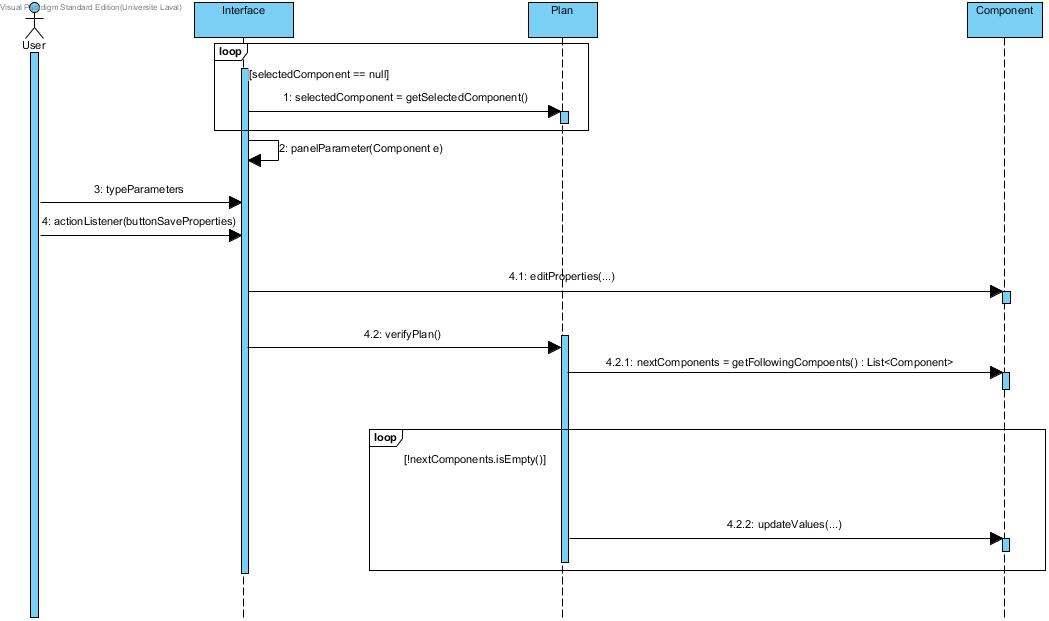 Visual Paradigm Standard Edition(Universite Laval)
User
Interface
Plan
Component
loop
[selectedComponent == null]
1: selectedComponent = getSelectedComponent()
2: panelParameter(Component e)
3: typeParameters
4: actionListener(buttonSaveProperties)
4.1: editProperties(...)
4.2: verifyPlan()
4.2.1: nextComponents = getFollowingCompoents() : List<Component>
loop
[!nextComponents.isEmpty()]
4.2.2: updateValues(...)